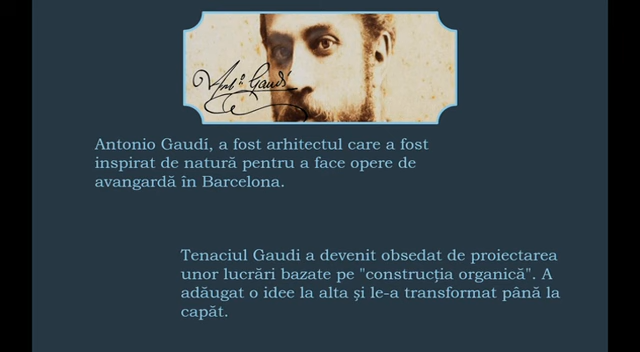 Antº Gaudí
Antonio Gaudí, a fost arhitectul care a fost
inspirat de natură pentru a face opere de
avangardă în Barcelona.
Tenaciul Gaudi a devenit obsedat de proiectarea
unor lucrări bazate pe "construcția organică". A
adăugat o idee la alta și le-a transformat până la
capăt.